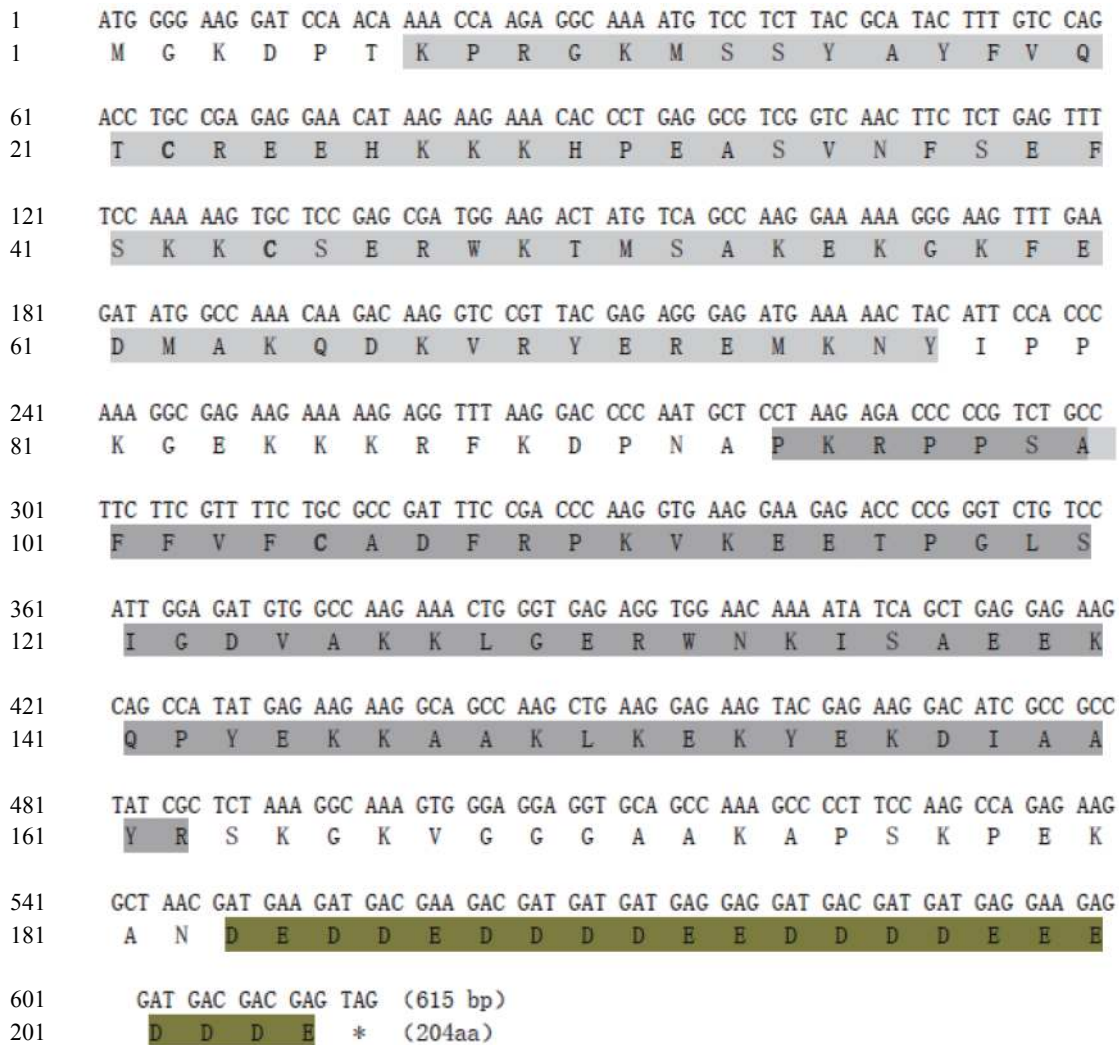 1 ATG GGG AAG GAT CCA ACA AAA CCA AGA GGC AAA ATG TCC TCT TAC GCA TAC TTT GTC CAG
1 M G K D P T K P R G K M S S Y A Y F V Q
61 ACC TGC CGA GAG GAA CAT AAG AAG AAA CAC CCT GAG GCG TCG GTC AAC TTC TCT GAG TTT
21 T C R E E H K K K H P E A S V N F S E F
121 TCC AAA AAG TGC TCC GAG CGA TGG AAG ACT ATG TCA GCC AAG GAA AAA GGG AAG TTT GAA
41 S K K C S E R W K T M S A K E K G K F E
181 GAT ATG GCC AAA CAA GAC AAG GTC CGT TAC GAG AGG GAG ATG AAA AAC TAC ATT CCA CCC
61 D M A K Q D K V R Y E R E M K N Y I P P
241 AAA GGC GAG AAG AAA AAG AGG TTT AAG GAC CCC AAT GCT CCT AAG AGA CCC CCG TCT GCC
81 K G E K K K R F K D P N A P K R P P S A
301 TTC TTC GTT TTC TGC GCC GAT TTC CGA CCC AAG GTG AAG GAA GAG ACC CCG GGT CTG TCC
101 F F V F C A D F R P K V K E E T P G L S
361 ATT GGA GAT GTG GCC AAG AAA CTG GGT GAG AGG TGG AAC AAA ATA TCA GCT GAG GAG AAG
121 I G D V A K K L G E R W N K I S A E E K
421 CAG CCA TAT GAG AAG AAG GCA GCC AAG CTG AAG GAG AAG TAC GAG AAG GAC ATC GCC GCC
141 Q P Y E K K A A K L K E K Y E K D I A A
481 TAT CGC TCT AAA GGC AAA GTG GGA GGA GGT GCA GCC AAA GCC CCT TCC AAG CCA GAG AAG
161 Y R S K G K V G G G A A K A P S K P E K
541 GCT AAC GAT GAA GAT GAC GAA GAC GAT GAT GAT GAG GAG GAT GAC GAT GAT GAG GAA GAG
181 A N D E D D E D D D D E E D D D D E E E
601 GAT GAC GAC GAG TAG (615 bp)
201 D D D E * (204aa)